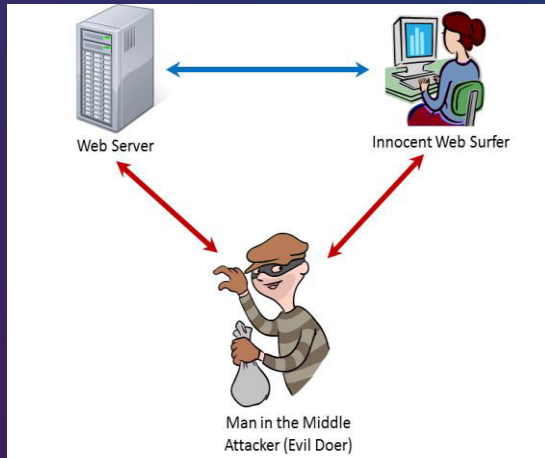 Web Server
Innocent Web Surfer
Man in the Middle
Attacker (Evil Doer)